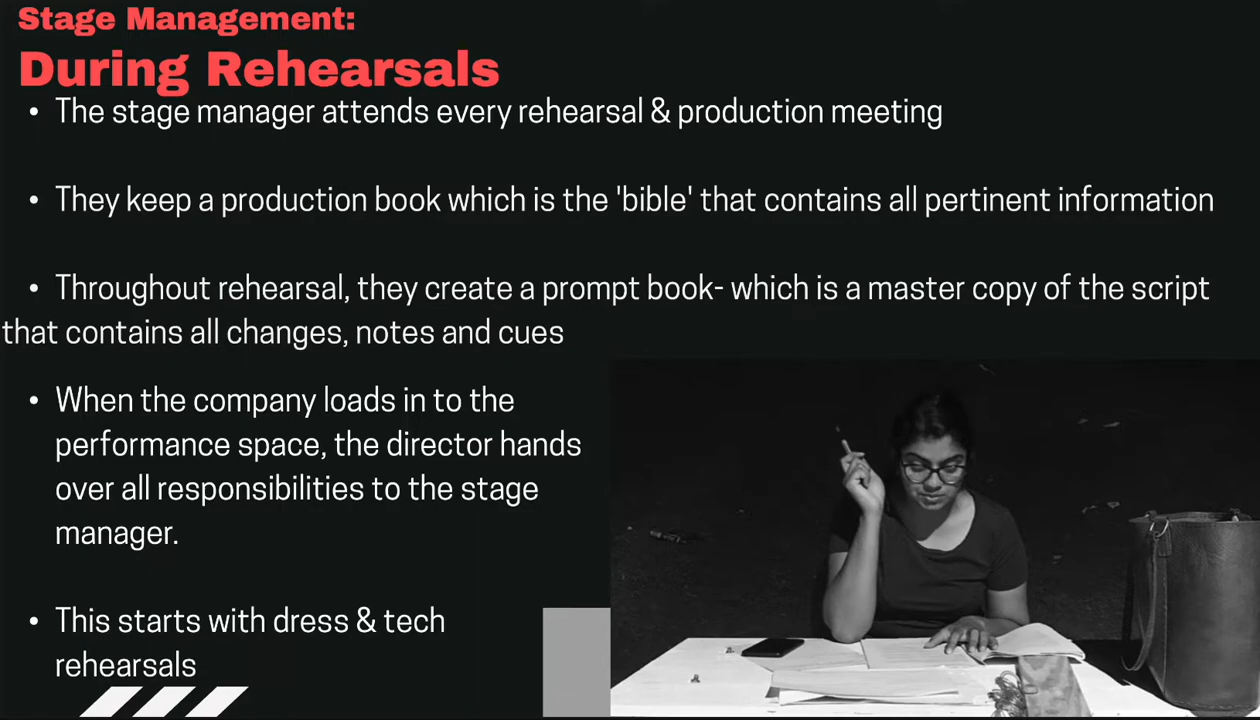 Stage Management:
During Rehearsals
• The stage manager attends every rehearsal & production meeting
• They keep a production book which is the 'bible' that contains all pertinent information
• Throughout rehearsal, they create a prompt book- which is a master copy of the script
that contains all changes, notes and cues
• When the company loads in to the
performance space, the director hands
over all responsibilities to the stage
manager.
• This starts with dress & tech
rehearsals